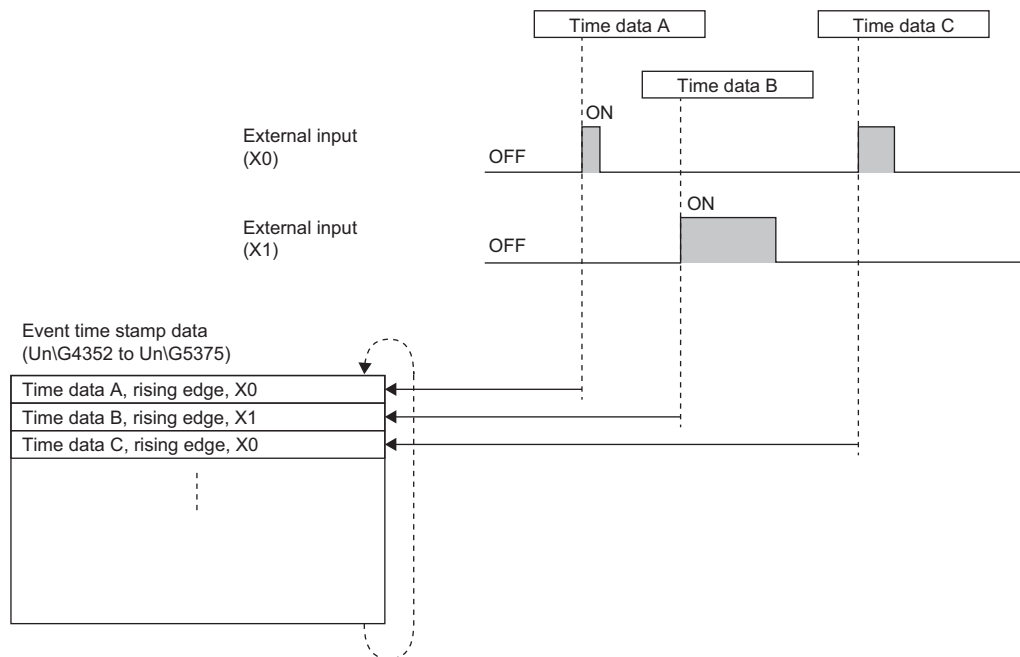 Time data A
Time data C
Time data B
External input
(X0)
OFF
ON
External input
(X1)
OFF
ON
Event time stamp data
(Un\G4352 to Un\G5375)
Time data A, rising edge, X0
Time data B, rising edge, X1
Time data C, rising edge, X0